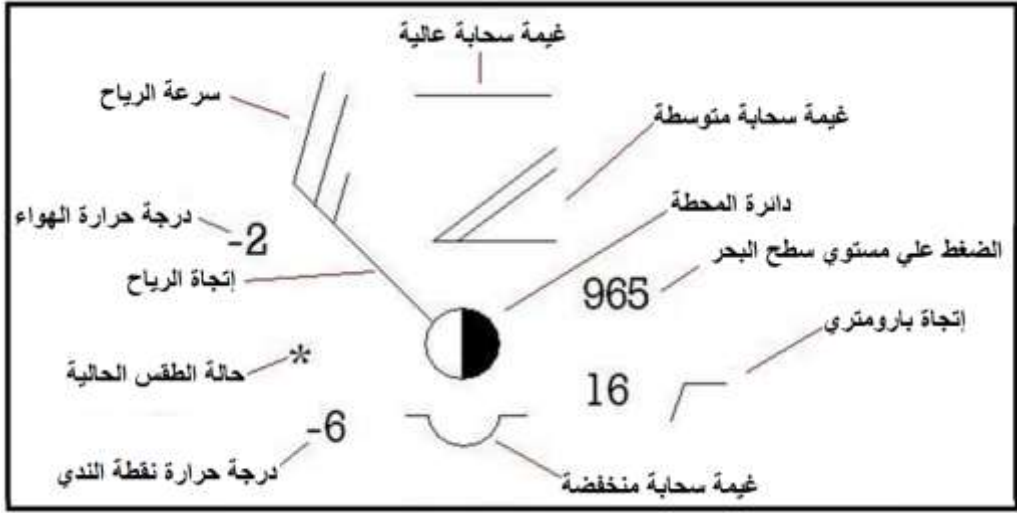 غيمة سحابة عالية
سرعة الرياح
غيمة سحابة متوسطة
دائرة المحطة
درجة حرارة الهواء
-2
الضغط علي مستوي سطح البحر
965
إتجاة الرياح
إتجاة بارومتري
*
حالة الطقس الحالية
16
-6
درجة حرارة نقطة الندي
غيمة سحابة منخفضة